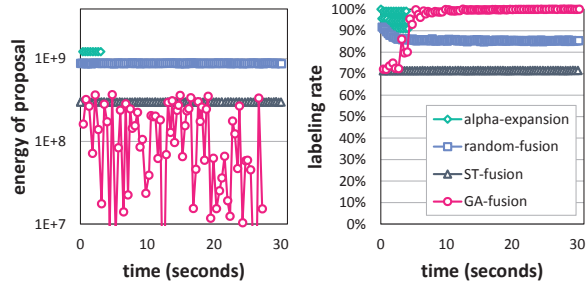 energy of proposal
1E+9
1E+8
1E+7
0
10
20
30
time (seconds)
labeling rate
100%
90%
80%
70%
60%
50%
40%
30%
20%
10%
0%
alpha-expansion
random-fusion
ST-fusion
GA-fusion
0
10
20
30
time (seconds)